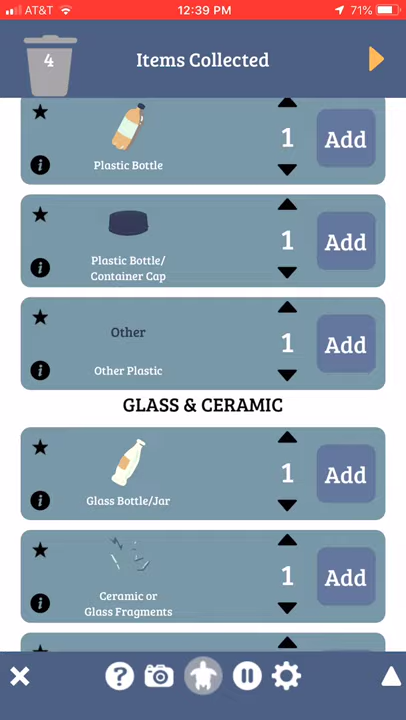 AT&T 12:39 PM 71%
4 Items Collected
Plastic Bottle
1 Add
Plastic Bottle/
Container Cap
1 Add
Other
Other Plastic
1 Add
GLASS & CERAMIC
Glass Bottle/Jar
1 Add
Ceramic or
Glass Fragments
1 Add